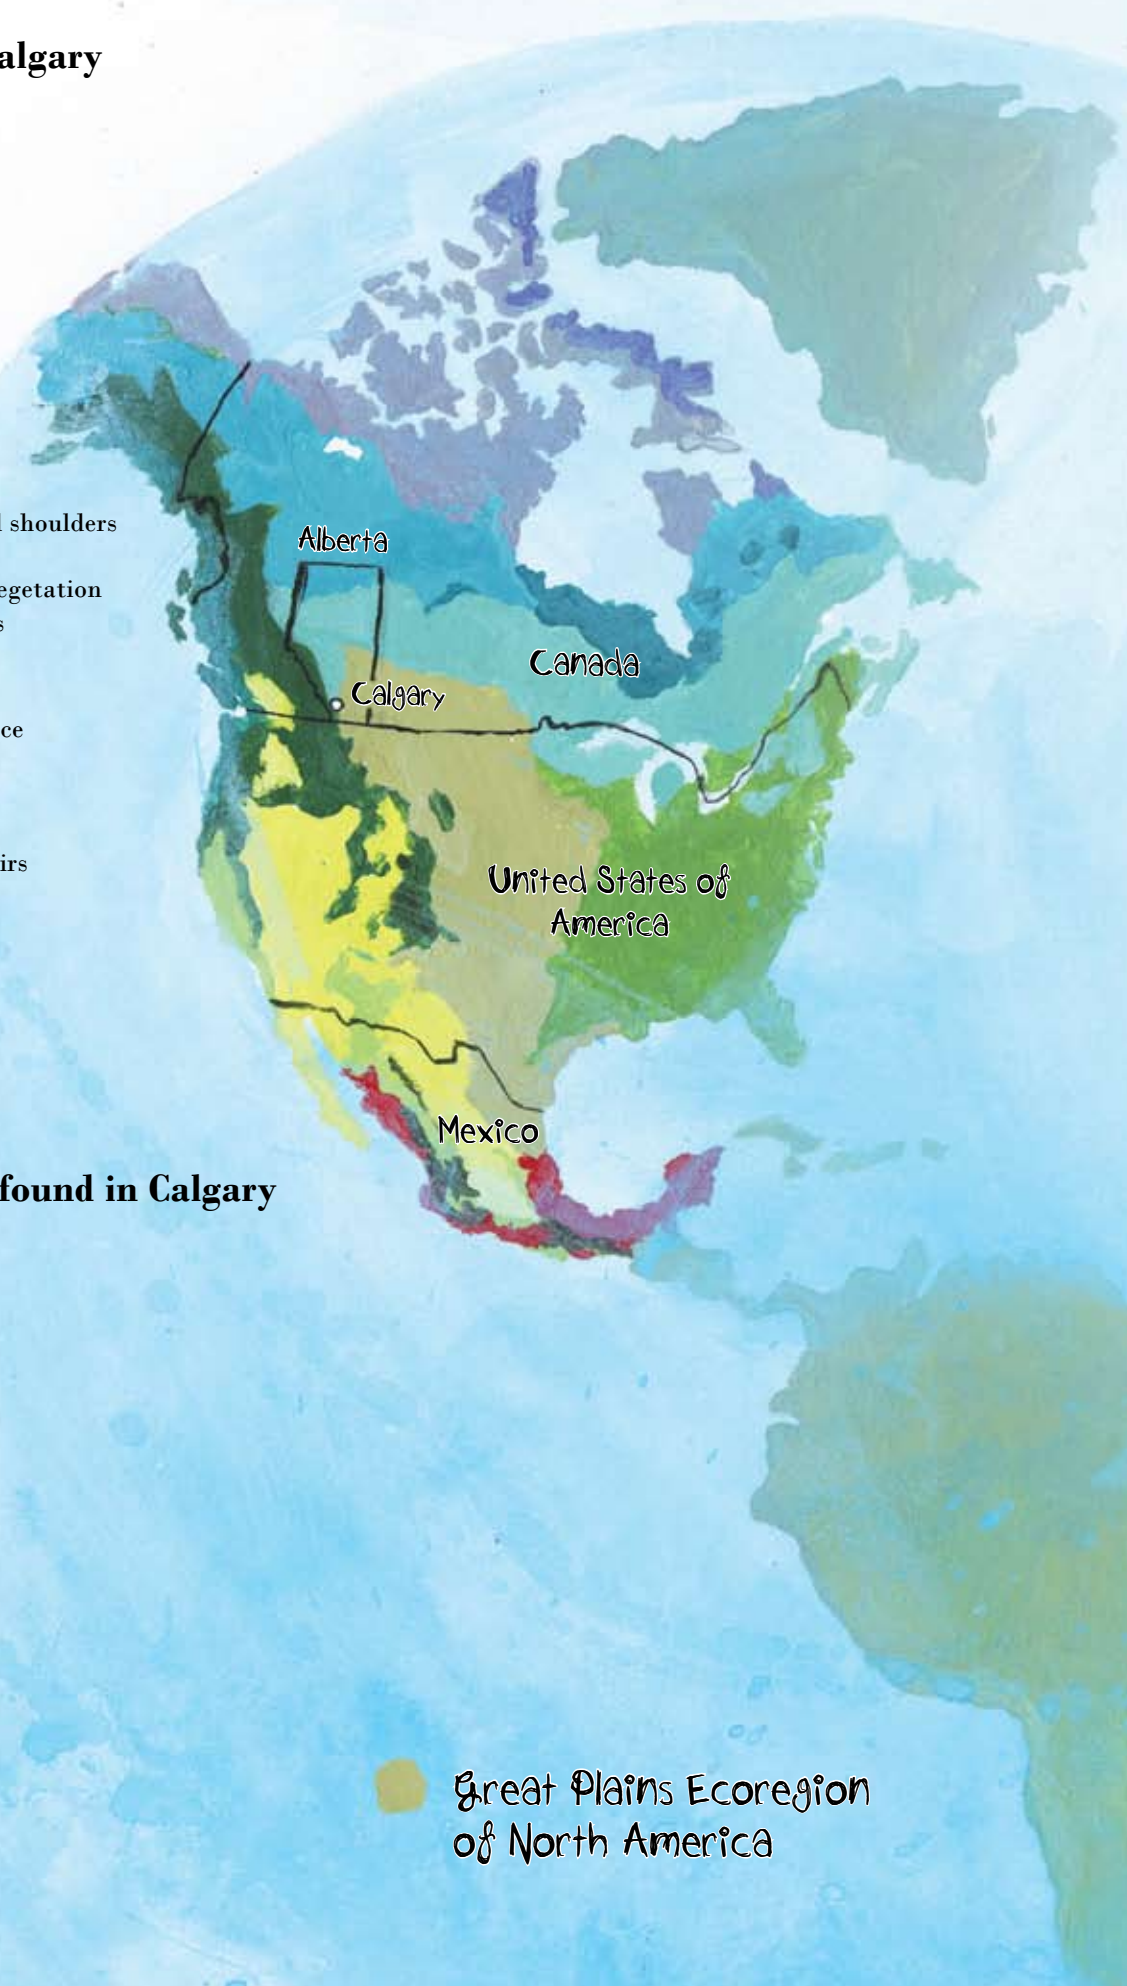 algary
l shoulders
egetation
s
ce
irs
found in Calgary
Alberta
Canada
Calgary
United States of
America
Mexico
Great Plains Ecoregion
of North America